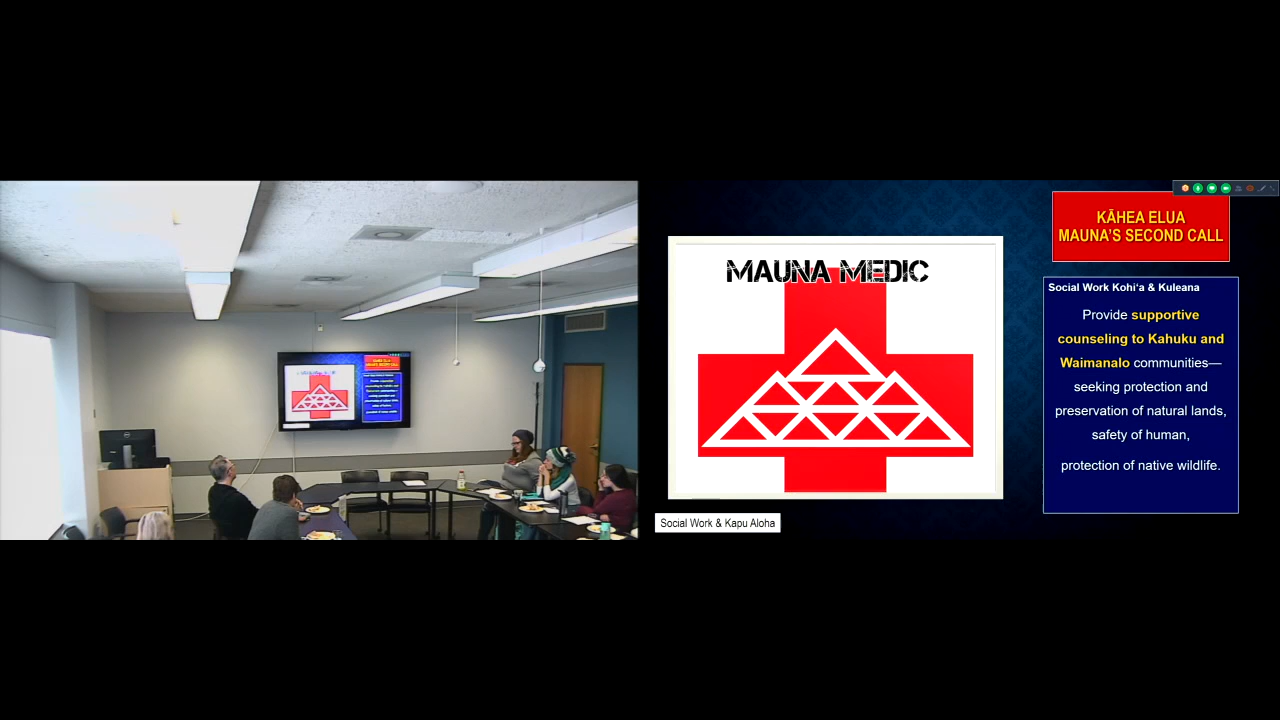 MAUNA MEDIC
KĀHEA ELUA
MAUNA'S SECOND CALL
Social Work Kohiʻa & Kuleana
Provide supportive
counseling to Kahuku and
Waimanalo communities—
seeking protection and
preservation of natural lands,
safety of human,
protection of native wildlife.
Social Work & Kapu Aloha